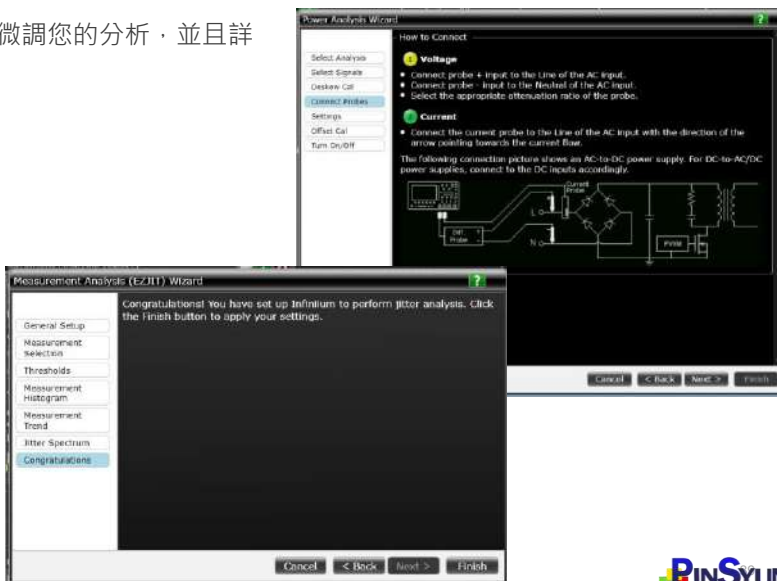 微調您的分析，並且詳
Power Analysis Wizard
?
Select Analysis
Select Signals
Deskew Cal
Connect Probes
Settings
Offset Cal
Turn On/Off
How to Connect
1 Voltage
• Connect probe + input to the Line of the AC input.
• Connect probe - input to the Neutral of the AC input.
• Select the appropriate attenuation ratio of the probe.
2 Current
• Connect the current probe to the Line of the AC input with the direction of the
arrow pointing towards the current flow.
The following connection picture shows an AC-to-DC power supply. For DC-to-AC/DC
power supplies, connect to the DC inputs accordingly.
Current
Probe
L
Diff.
Probe
+
-
N
PWM
Cancel
< Back
Next >
Finish
Measurement Analysis (EZJIT) Wizard
?
General Setup
Measurement
Selection
Thresholds
Measurement
Histogram
Measurement
Trend
Jitter Spectrum
Congratulations
Congratulations! You have set up Infiniium to perform jitter analysis. Click
the Finish button to apply your settings.
Cancel
< Back
Next >
Finish